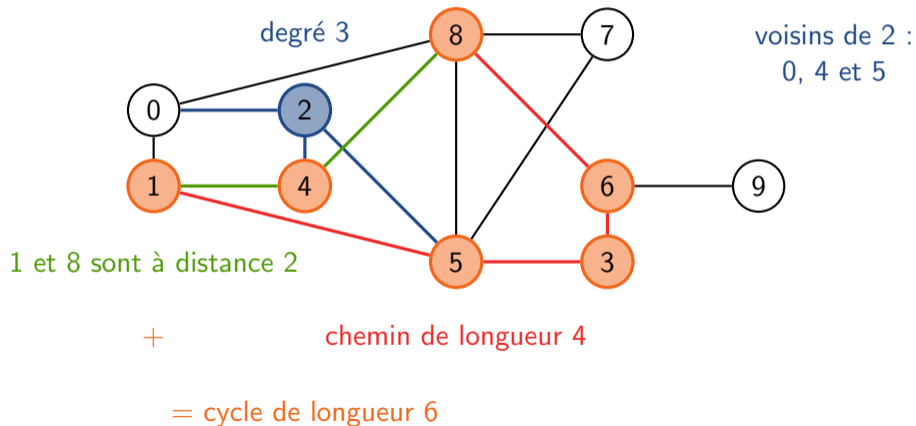 degré 3
8
7
voisins de 2 :
0, 4 et 5
0
2
1
4
6
9
1 et 8 sont à distance 2
5
3
+
chemin de longueur 4
= cycle de longueur 6